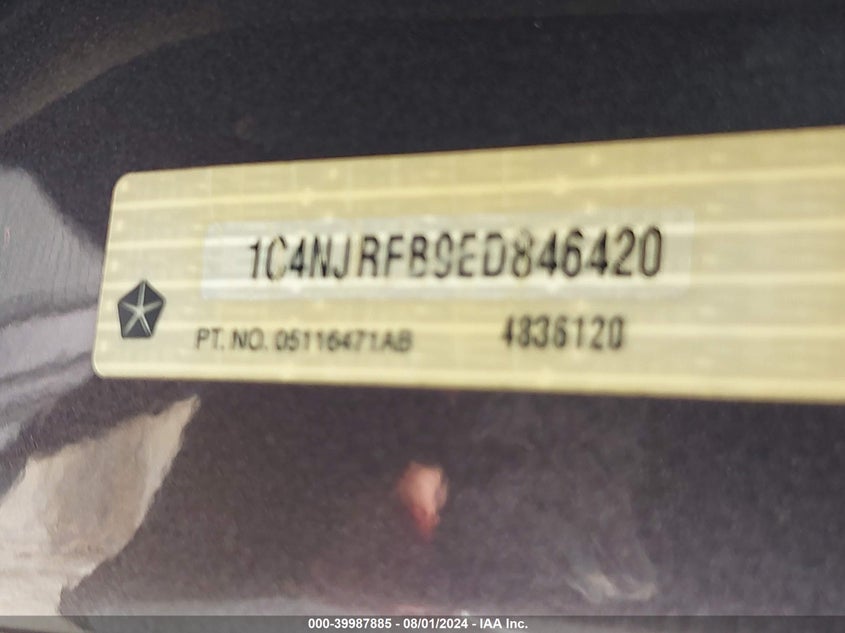 1C4NJRFB9ED846420
PT. NO. 05116471AB 4836120
000-39987885 - 08/01/2024 - IAA Inc.